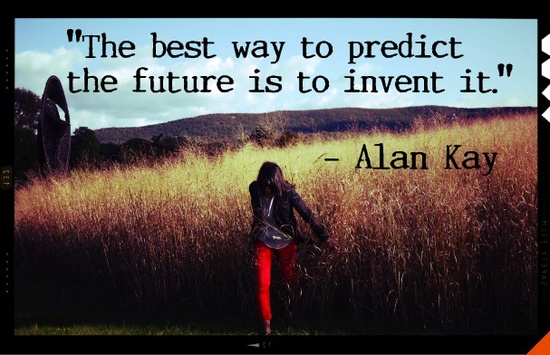 "The best way to predict
the future is to invent it."
- Alan Kay